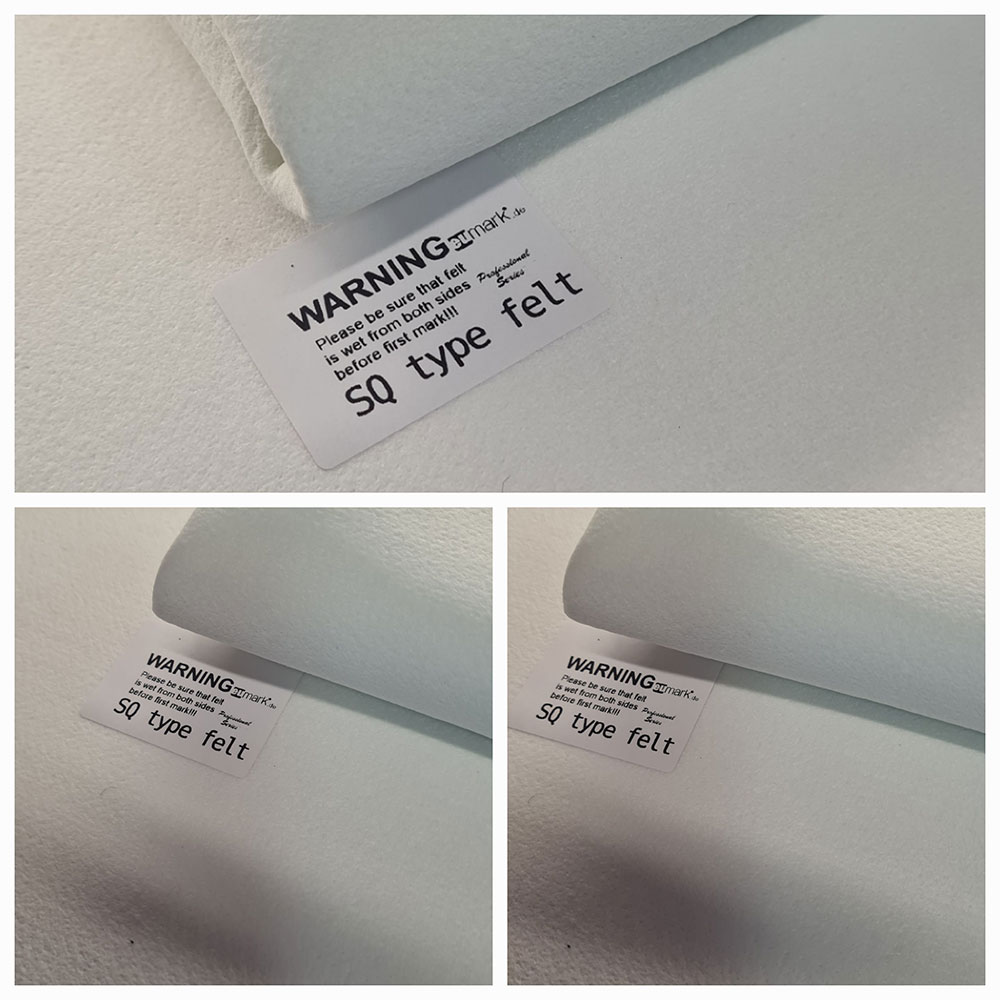 WARNING eumark.de
Please be sure that felt
is wet from both sides
before first mark!!!
Professional
Series
SQ type felt
WARNING eumark.de
Please be sure that felt
is wet from both sides
before first mark!!!
Professional
Series
SQ type felt
WARNING eumark.de
Please be sure that felt
is wet from both sides
before first mark!!!
Professional
Series
SQ type felt